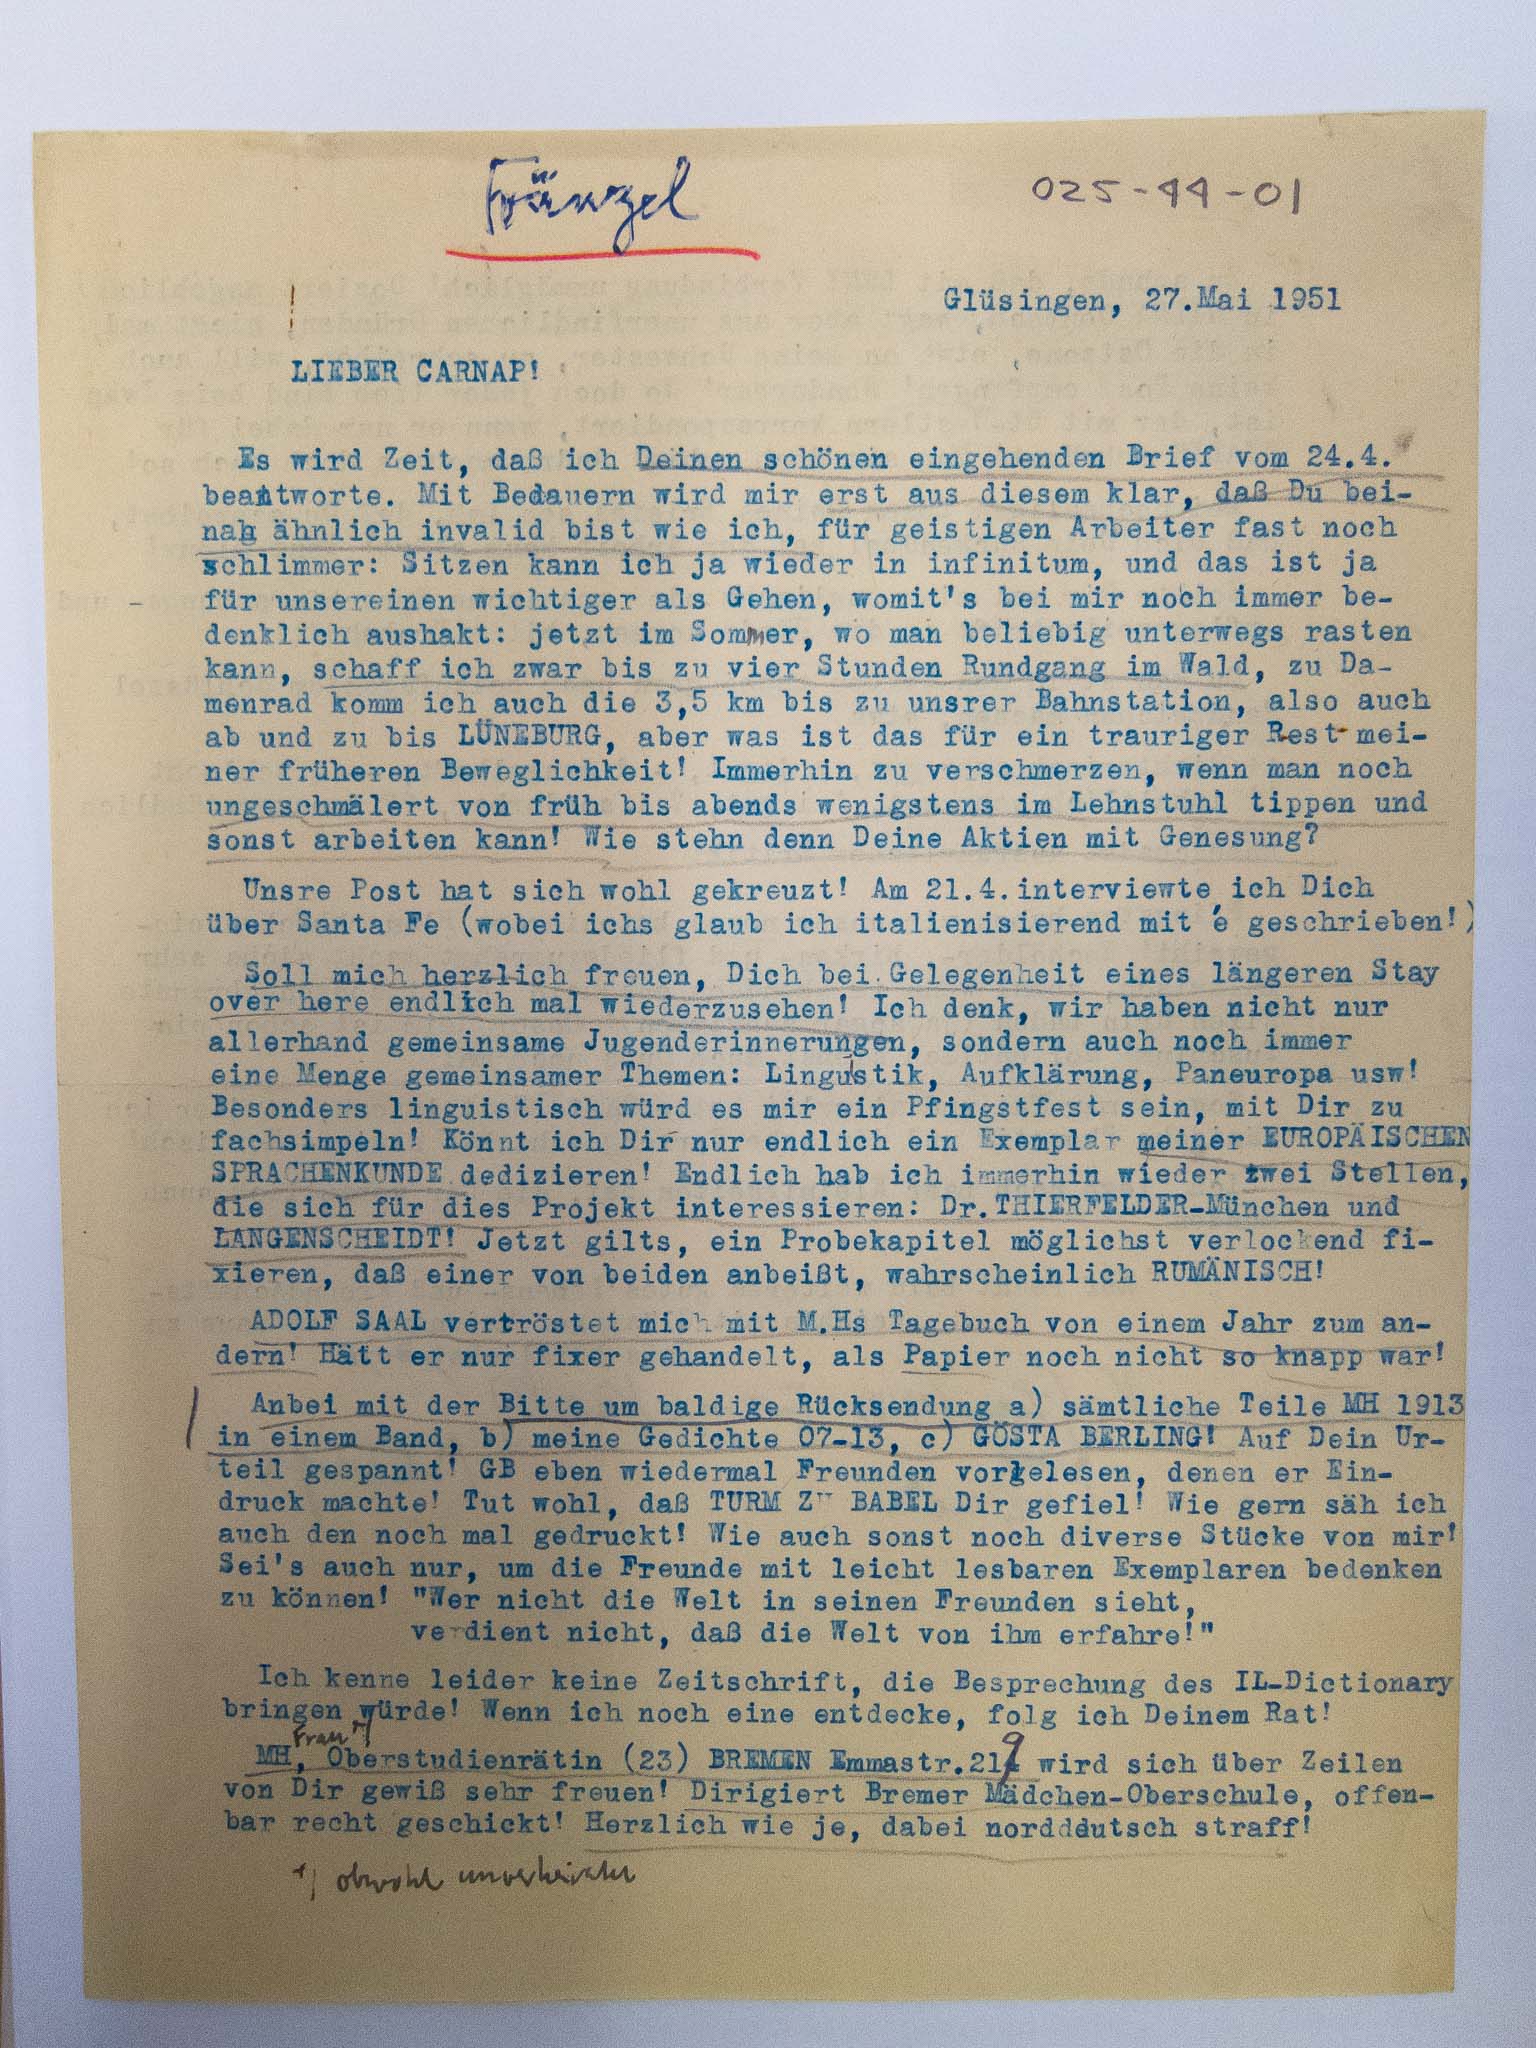 Fränzel
025-44-01
Glüsingen, 27.Mai 1951
LIEBER CARNAP!
Es wird Zeit, daß ich Deinen schönen eingehenden Brief vom 24.4.
beantworte. Mit Bedauern wird mir erst aus diesem klar, daß Du bei-
nah ähnlich invalid bist wie ich, für geistigen Arbeiter fast noch
schlimmer: Sitzen kann ich ja wieder in infinitum, und das ist ja
für unsereinen wichtiger als Gehen, womit's bei mir noch immer be-
denklich aushakt: jetzt im Sommer, wo man beliebig unterwegs rasten
kann, schaff ich zwar bis zu vier Stunden Rundgang im Wald, zu Da-
menrad komm ich auch die 3,5 km bis zu unsrer Bahnstation, also auch
ab und zu bis LÜNEBURG, aber was ist das für ein trauriger Rest mei-
ner früheren Beweglichkeit! Immerhin zu verschmerzen, wenn man noch
ungeschmälert von früh bis abends wenigstens im Lehnstuhl tippen und
sonst arbeiten kann! Wie stehn denn Deine Aktien mit Genesung?
Unsre Post hat sich wohl gekreuzt! Am 21.4.interviewte ich Dich
über Santa Fe (wobei ichs glaub ich italienisierend mit é geschrieben!)
Soll mich herzlich freuen, Dich bei Gelegenheit eines längeren Stay
over here endlich mal wiederzusehen! Ich denk, wir haben nicht nur
allerhand gemeinsame Jugenderinnerungen, sondern auch noch immer
eine Menge gemeinsamer Themen: Linguistik, Aufklärung, Paneuropa usw!
Besonders linguistisch würd es mir ein Pfingstfest sein, mit Dir zu
fachsimpeln! Könnt ich Dir nur endlich ein Exemplar meiner EUROPÄISCHEN
SPRACHENKUNDE dedizieren! Endlich hab ich immerhin wieder zwei Stellen,
die sich für dies Projekt interessieren: Dr.THIERFELDER-München und
LANGENSCHEIDT! Jetzt gilts, ein Probekapitel möglichst verlockend fi-
xieren, daß einer von beiden anbeißt, wahrscheinlich RUMÄNISCH!
ADOLF SAAL vertröstet mich mit M.Hs Tagebuch von einem Jahr zum an-
dern! Hätt er nur fixer gehandelt, als Papier noch nicht so knapp war!
Anbei mit der Bitte um baldige Rücksendung a) sämtliche Teile MH 1913
in einem Band, b) meine Gedichte 07-13, c) GÖSTA BERLING! Auf Dein Ur-
teil gespannt! GB eben wiedermal Freunden vorgelesen, denen er Ein-
druck machte! Tut wohl, daß TURM ZU BABEL Dir gefiel! Wie gern säh ich
auch den noch mal gedruckt! Wie auch sonst noch diverse Stücke von mir!
Sei's auch nur, um die Freunde mit leicht lesbaren Exemplaren bedenken
zu können! "Wer nicht die Welt in seinen Freunden sieht,
verdient nicht, daß die Welt von ihm erfahre!"
Ich kenne leider keine Zeitschrift, die Besprechung des IL-Dictionary
bringen würde! Wenn ich noch eine entdecke, folg ich Deinem Rat!
Frau +)
MH, Oberstudienrätin (23) BREMEN Emmastr.219 wird sich über Zeilen
von Dir gewiß sehr freuen! Dirigiert Bremer Mädchen-Oberschule, offen-
bar recht geschickt! Herzlich wie je, dabei norddeutsch straff!
+) obwohl unverheiratet